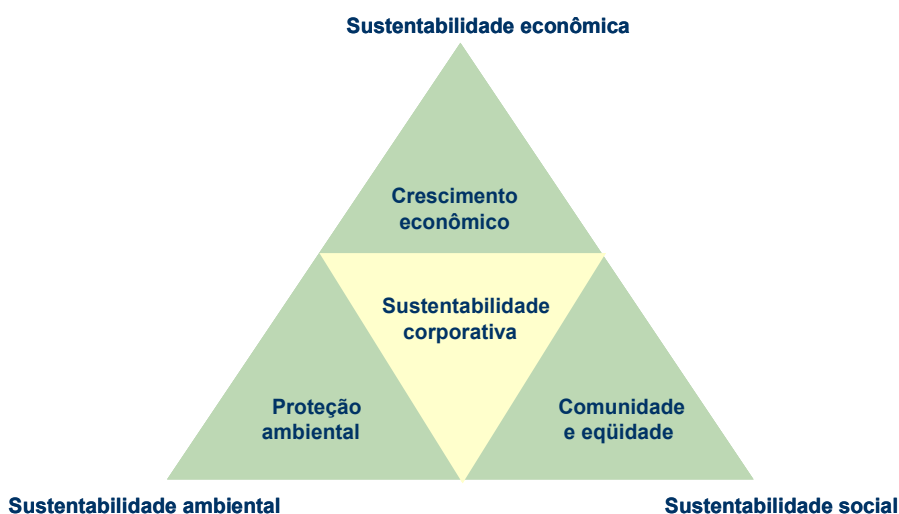 Sustentabilidade econômica
Crescimento
econômico
Sustentabilidade
corporativa
Proteção
ambiental
Comunidade
e eqüidade
Sustentabilidade ambiental
Sustentabilidade social